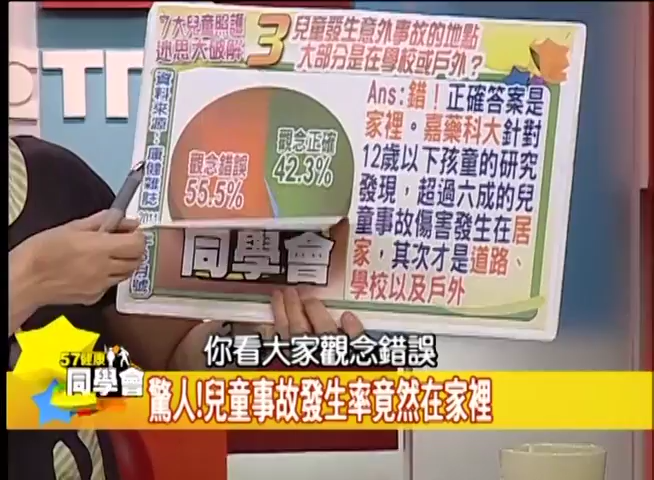 7大兒童照護
迷思大破解
3
兒童發生意外事故的地點
大部分是在學校或戶外？
資料來源：康健雜誌
2011
月號
觀念錯誤
55.5%
觀念正確
42.3%
同學會
Ans:錯！正確答案是
家裡。嘉藥科大針對
12歲以下孩童的研究
發現，超過六成的兒
童事故傷害發生在居
家，其次才是道路、
學校以及戶外
你看大家觀念錯誤
57健康
同學會
驚人!兒童事故發生率竟然在家裡